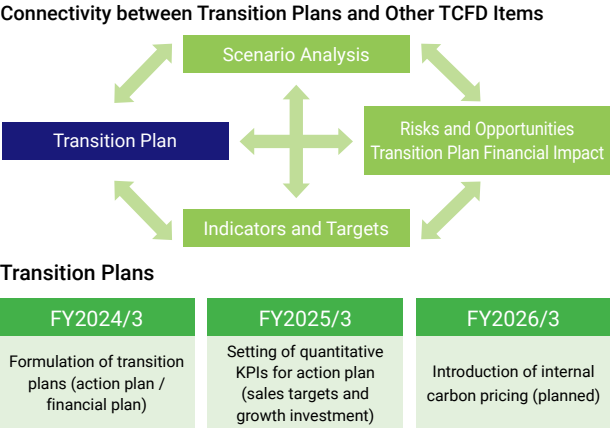 Connectivity between Transition Plans and Other TCFD Items
Scenario Analysis
Transition Plan
Risks and Opportunities
Transition Plan Financial Impact
Indicators and Targets
Transition Plans
FY2024/3
Formulation of transition
plans (action plan /
financial plan)
FY2025/3
Setting of quantitative
KPIs for action plan
(sales targets and
growth investment)
FY2026/3
Introduction of internal
carbon pricing (planned)